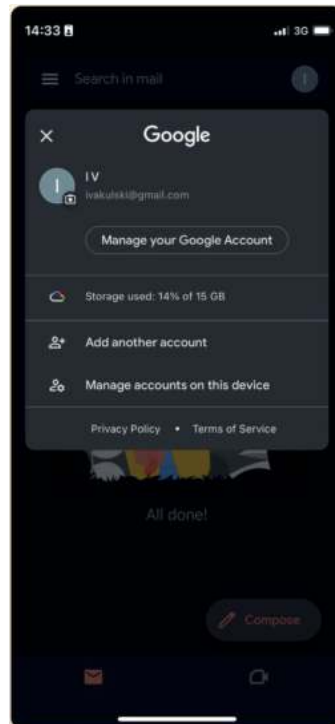 14:33 3G
Search in mail
I
Google
I
I V
ivakulski@gmail.com
Manage your Google Account
Storage used: 14% of 15 GB
Add another account
Manage accounts on this device
Privacy Policy • Terms of Service
All done!
Compose